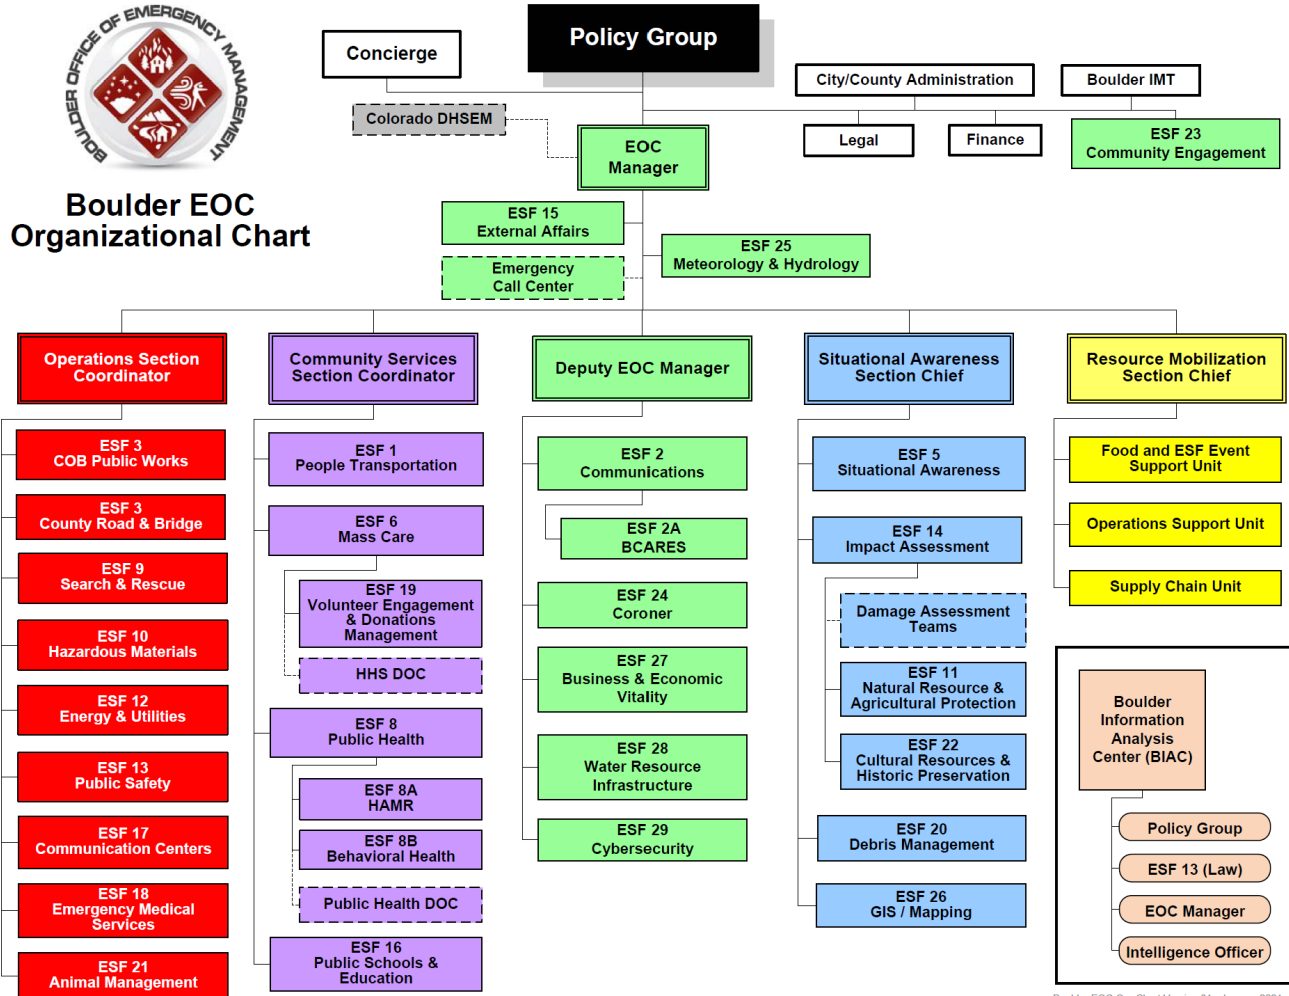 BOULDER OFFICE OF EMERGENCY MANAGEMENT
Boulder EOC
Organizational Chart
Policy Group
Concierge
Colorado DHSEM
City/County Administration
Boulder IMT
Legal
Finance
ESF 23
Community Engagement
EOC
Manager
ESF 15
External Affairs
ESF 25
Meteorology & Hydrology
Emergency
Call Center
Operations Section
Coordinator
ESF 3
COB Public Works
ESF 3
County Road & Bridge
ESF 9
Search & Rescue
ESF 10
Hazardous Materials
ESF 12
Energy & Utilities
ESF 13
Public Safety
ESF 17
Communication Centers
ESF 18
Emergency Medical
Services
ESF 21
Animal Management
Community Services
Section Coordinator
ESF 1
People Transportation
ESF 6
Mass Care
ESF 19
Volunteer Engagement
& Donations
Management
HHS DOC
ESF 8
Public Health
ESF 8A
HAMR
ESF 8B
Behavioral Health
Public Health DOC
ESF 16
Public Schools &
Education
Deputy EOC Manager
ESF 2
Communications
ESF 2A
BCARES
ESF 24
Coroner
ESF 27
Business & Economic
Vitality
ESF 28
Water Resource
Infrastructure
ESF 29
Cybersecurity
Situational Awareness
Section Chief
ESF 5
Situational Awareness
ESF 14
Impact Assessment
Damage Assessment
Teams
ESF 11
Natural Resource &
Agricultural Protection
ESF 22
Cultural Resources &
Historic Preservation
ESF 20
Debris Management
ESF 26
GIS / Mapping
Resource Mobilization
Section Chief
Food and ESF Event
Support Unit
Operations Support Unit
Supply Chain Unit
Boulder
Information
Analysis
Center (BIAC)
Policy Group
ESF 13 (Law)
EOC Manager
Intelligence Officer